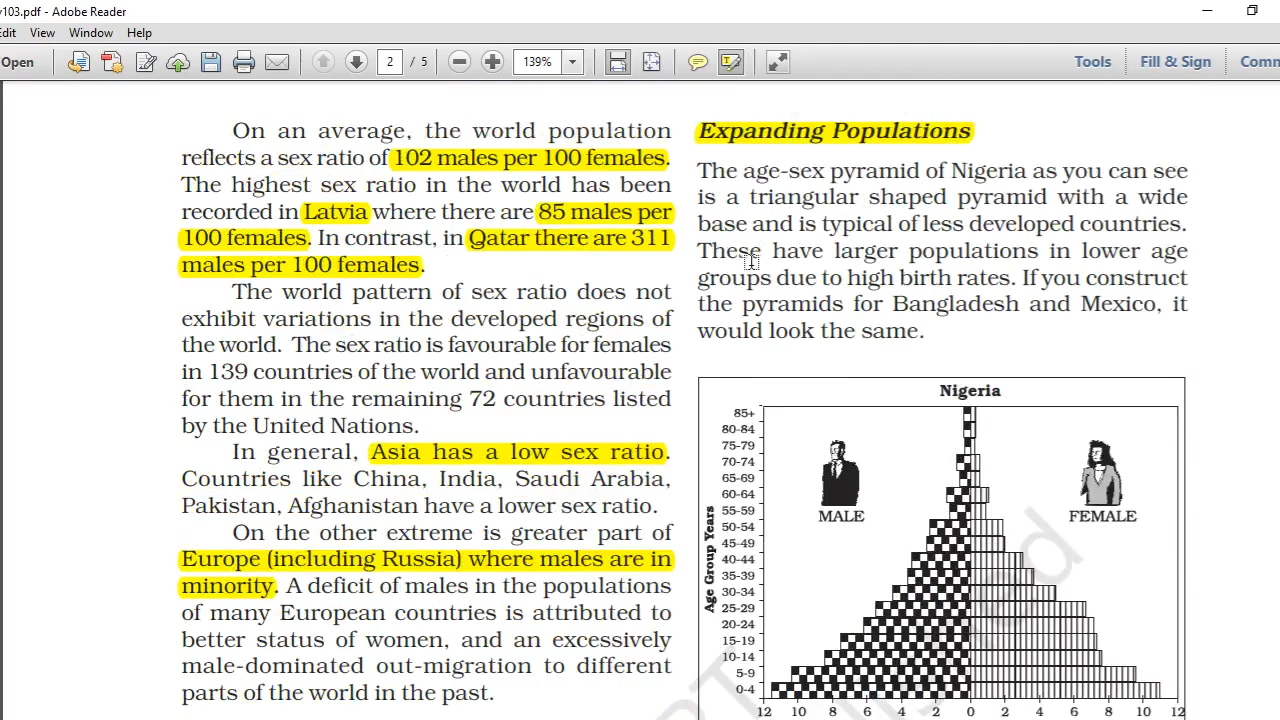 y103.pdf - Adobe Reader
Edit View Window Help
Open 2 / 5 139% Tools Fill & Sign Comm
On an average, the world population
reflects a sex ratio of 102 males per 100 females.
The highest sex ratio in the world has been
recorded in Latvia where there are 85 males per
100 females. In contrast, in Qatar there are 311
males per 100 females.
The world pattern of sex ratio does not
exhibit variations in the developed regions of
the world. The sex ratio is favourable for females
in 139 countries of the world and unfavourable
for them in the remaining 72 countries listed
by the United Nations.
In general, Asia has a low sex ratio.
Countries like China, India, Saudi Arabia,
Pakistan, Afghanistan have a lower sex ratio.
On the other extreme is greater part of
Europe (including Russia) where males are in
minority. A deficit of males in the populations
of many European countries is attributed to
better status of women, and an excessively
male-dominated out-migration to different
parts of the world in the past.
Expanding Populations
The age-sex pyramid of Nigeria as you can see
is a triangular shaped pyramid with a wide
base and is typical of less developed countries.
These have larger populations in lower age
groups due to high birth rates. If you construct
the pyramids for Bangladesh and Mexico, it
would look the same.
Nigeria
Age Group Years
85+
80-84
75-79
70-74
65-69
60-64
55-59
50-54
45-49
40-44
35-39
30-34
25-29
20-24
15-19
10-14
5-9
0-4
MALE
FEMALE
12 10 8 6 4 2 0 2 4 6 8 10 12